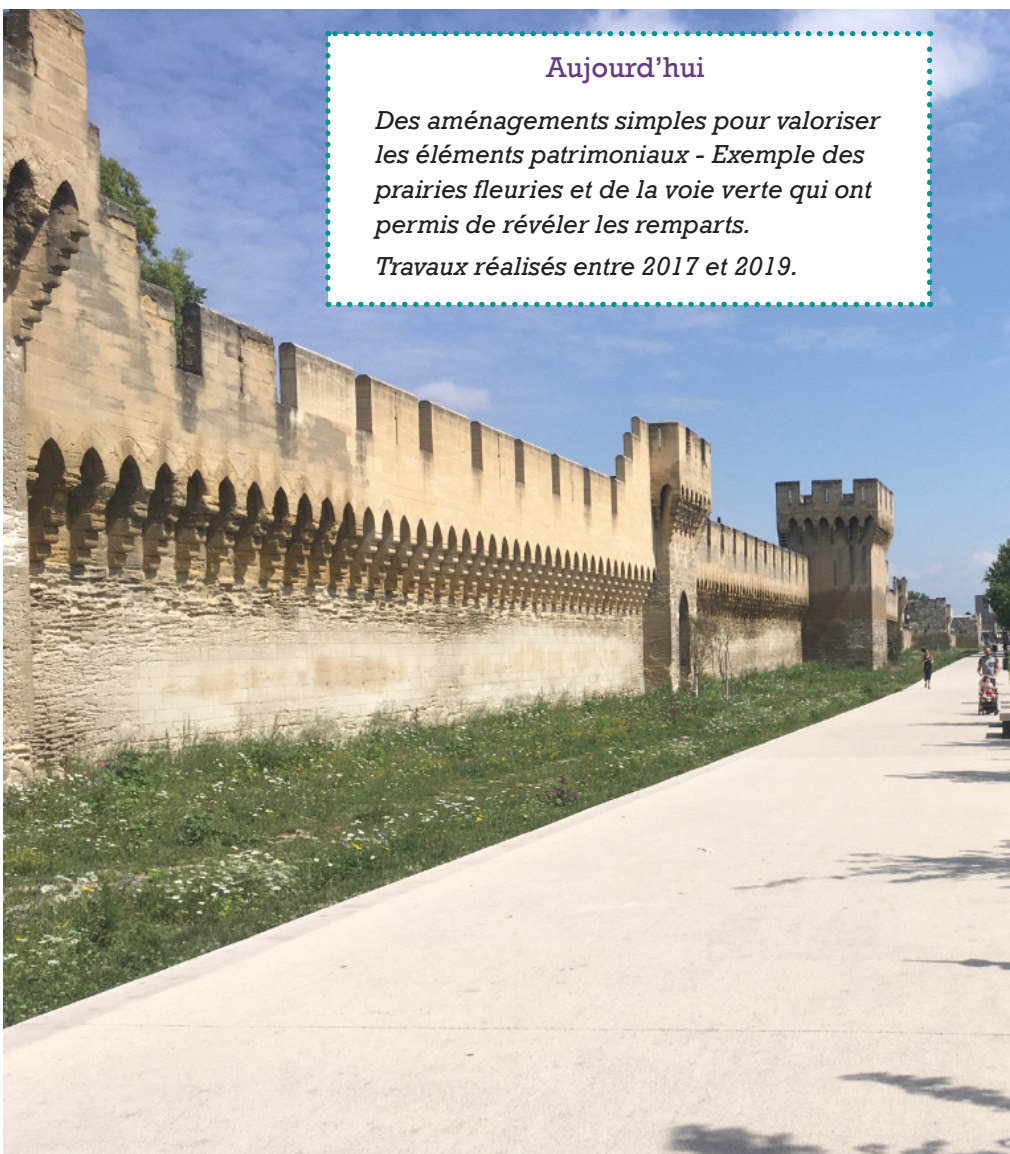 Aujourd’hui
Des aménagements simples pour valoriser
les éléments patrimoniaux - Exemple des
prairies fleuries et de la voie verte qui ont
permis de révéler les remparts.
Travaux réalisés entre 2017 et 2019.